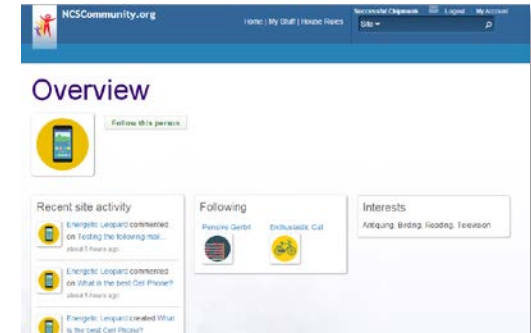 NCSCommunity.org
Home | My Stuff | House Rules
Successful Chipmunk Logout My Account
Site
Overview
Follow this person
Recent site activity
Energetic Leopard commented
on Testing the following mail...
about 5 hours ago
Energetic Leopard commented
on What is the best Cell Phone?
about 5 hours ago
Energetic Leopard created What
is the best Cell Phone?
Following
Pensive Gerbil Enthusiastic Cat
Interests
Antiquing, Birding, Reading, Television